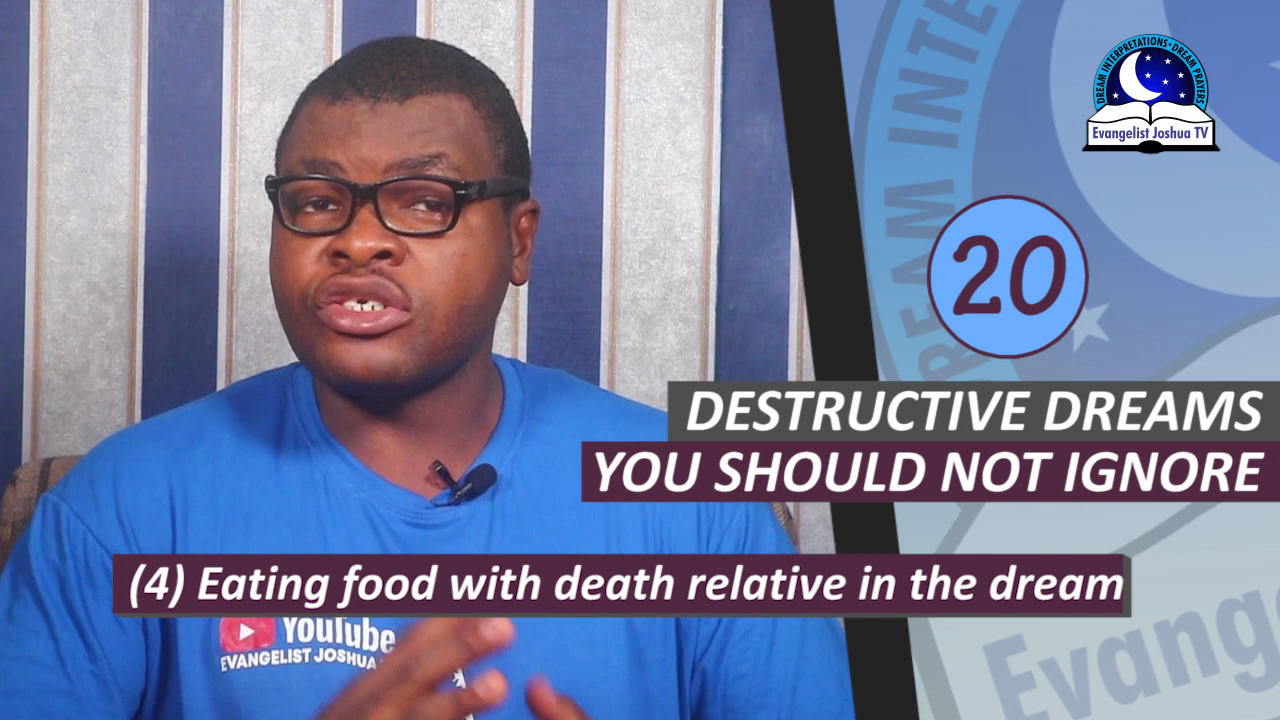 DREAM INTERPRETATIONS · DREAM PRAYERS
Evangelist Joshua TV
20
DESTRUCTIVE DREAMS
YOU SHOULD NOT IGNORE
(4) Eating food with death relative in the dream
YouTube
EVANGELIST JOSHUA